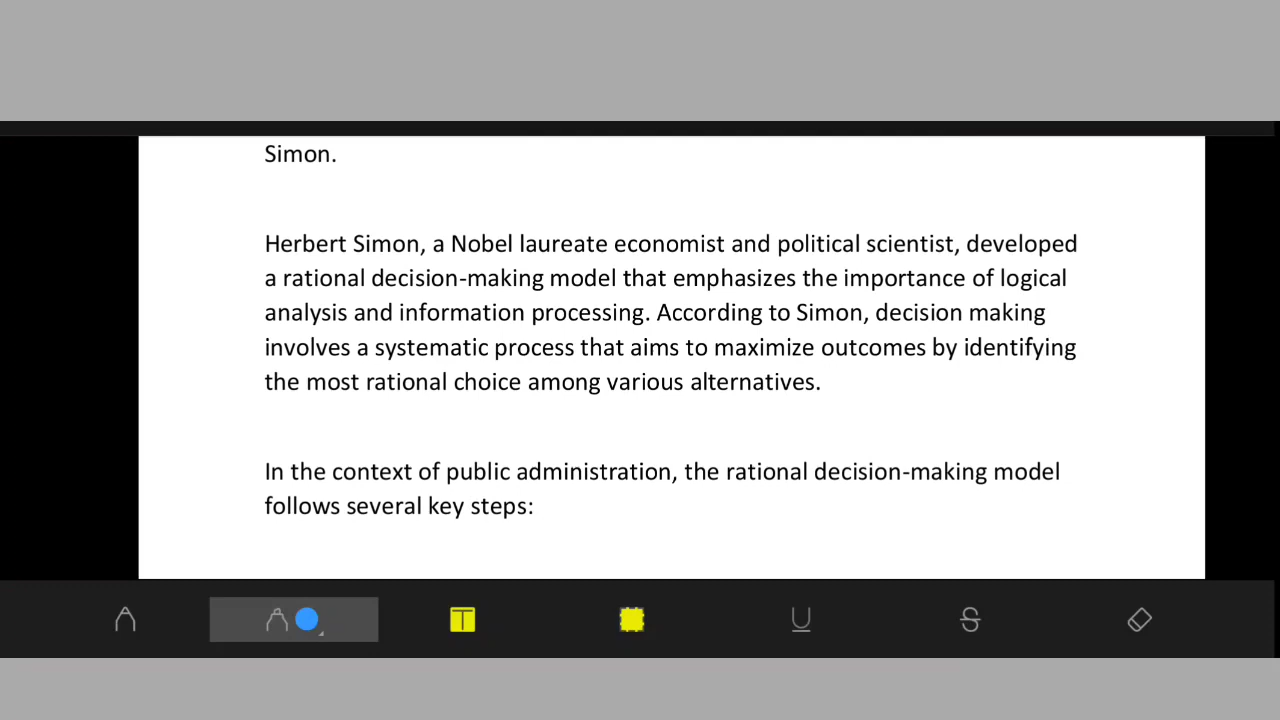 Simon.
Herbert Simon, a Nobel laureate economist and political scientist, developed
a rational decision-making model that emphasizes the importance of logical
analysis and information processing. According to Simon, decision making
involves a systematic process that aims to maximize outcomes by identifying
the most rational choice among various alternatives.
In the context of public administration, the rational decision-making model
follows several key steps: